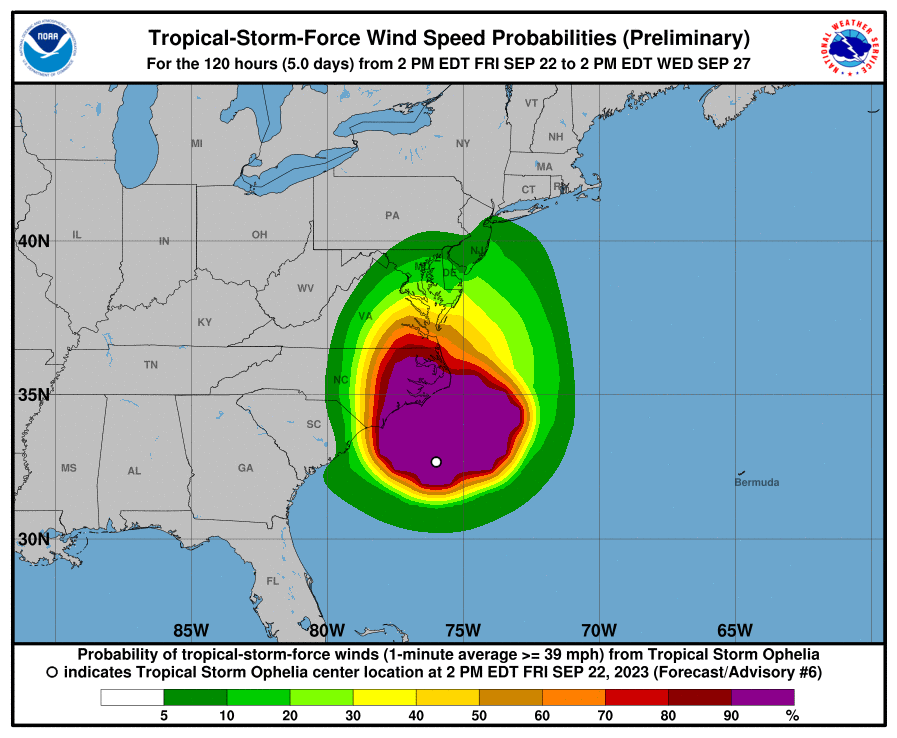 Tropical-Storm-Force Wind Speed Probabilities (Preliminary)
For the 120 hours (5.0 days) from 2 PM EDT FRI SEP 22 to 2 PM EDT WED SEP 27
NOAA
NATIONAL WEATHER SERVICE
VT
NH
MI
NY
MA
CT
PA
NJ
40N
IL
IN
OH
DE
WV
VA
KY
TN
NC
35N
SC
MS
AL
GA
Bermuda
30N
FL
85W
80W
75W
70W
65W
Probability of tropical-storm-force winds (1-minute average >= 39 mph) from Tropical Storm Ophelia
indicates Tropical Storm Ophelia center location at 2 PM EDT FRI SEP 22, 2023 (Forecast/Advisory #6)
5 10 20 30 40 50 60 70 80 90 %